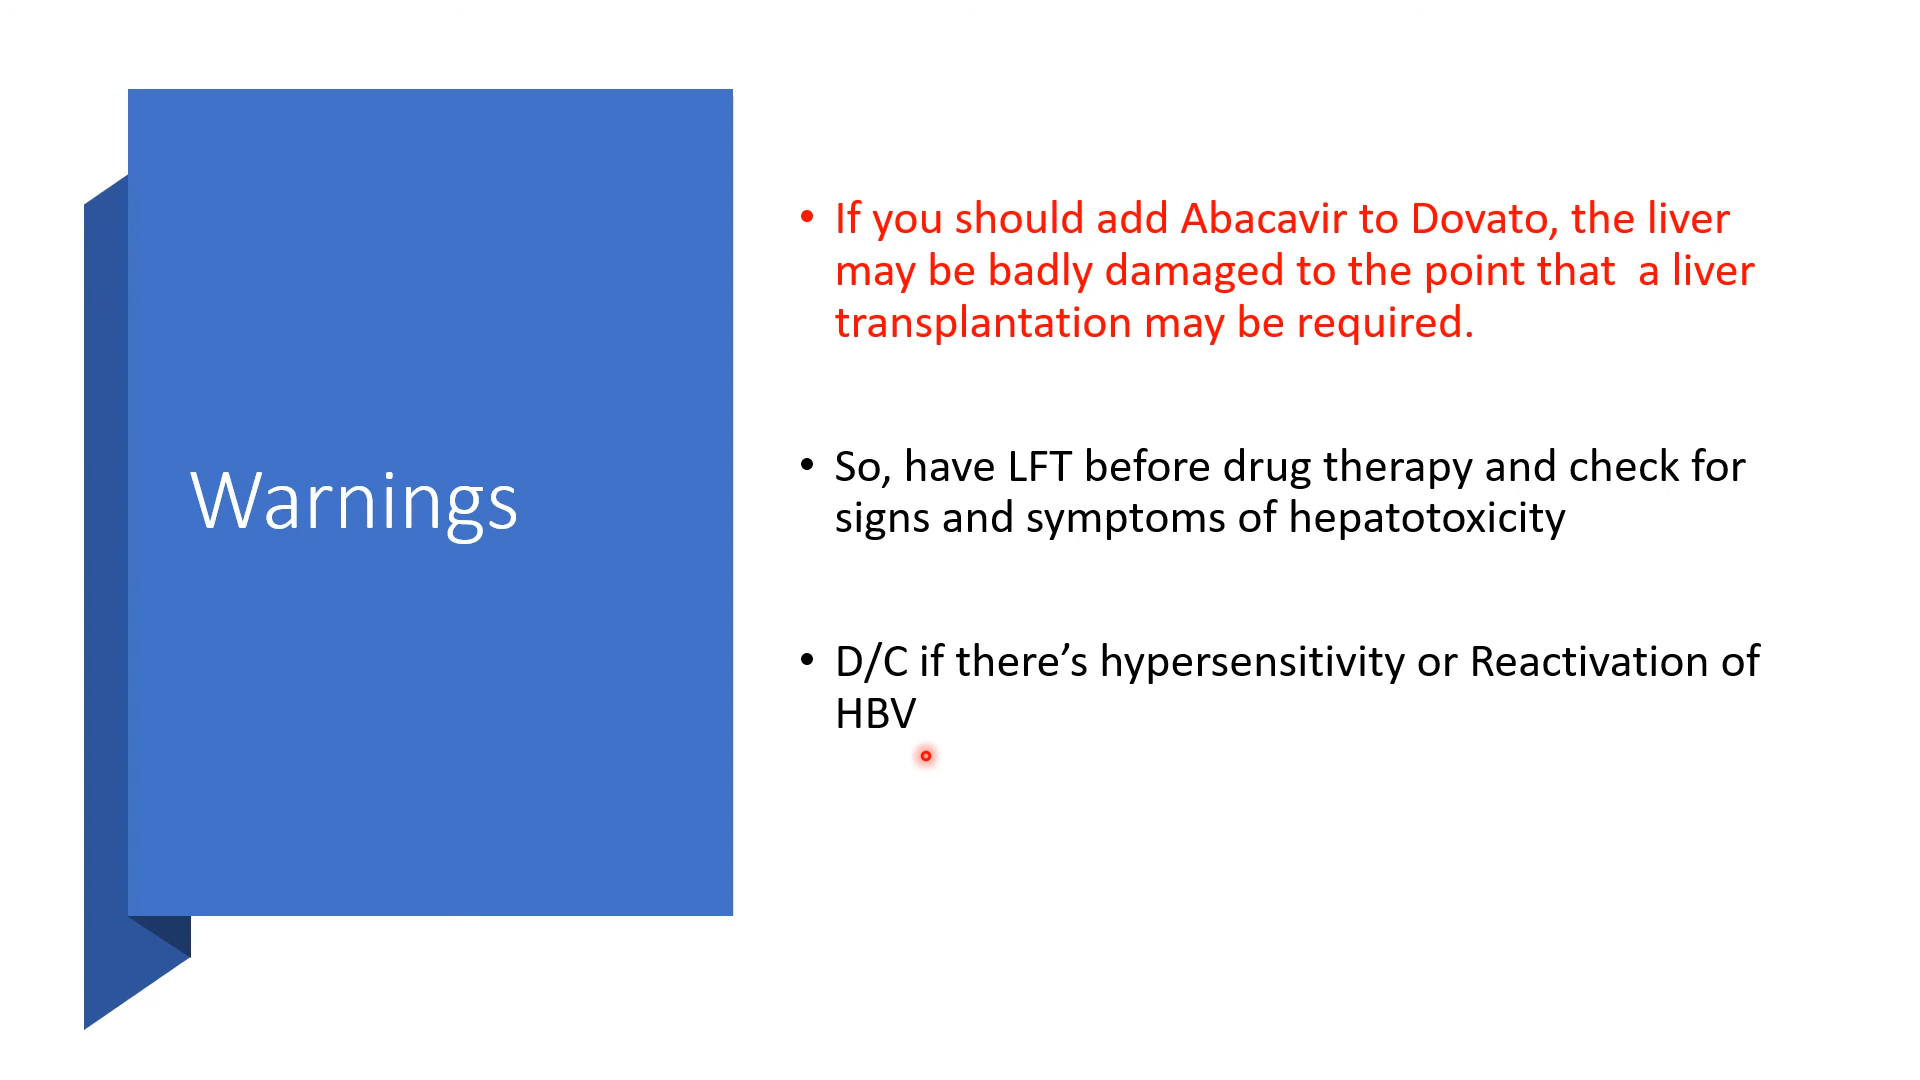 Warnings
• If you should add Abacavir to Dovato, the liver
may be badly damaged to the point that  a liver
transplantation may be required.
• So, have LFT before drug therapy and check for
signs and symptoms of hepatotoxicity
• D/C if there’s hypersensitivity or Reactivation of
HBV